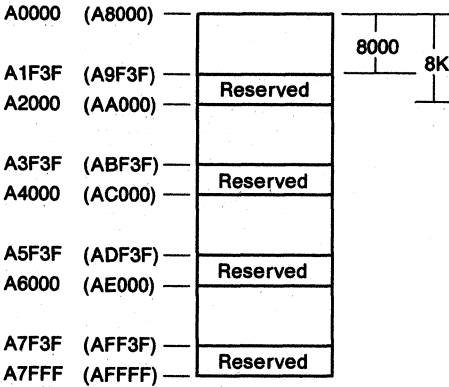 A0000 (A8000)
8000
A1F3F (A9F3F)
8K
Reserved
A2000 (AA000)
A3F3F (ABF3F)
Reserved
A4000 (AC000)
A5F3F (ADF3F)
Reserved
A6000 (AE000)
A7F3F (AFF3F)
Reserved
A7FFF (AFFFF)